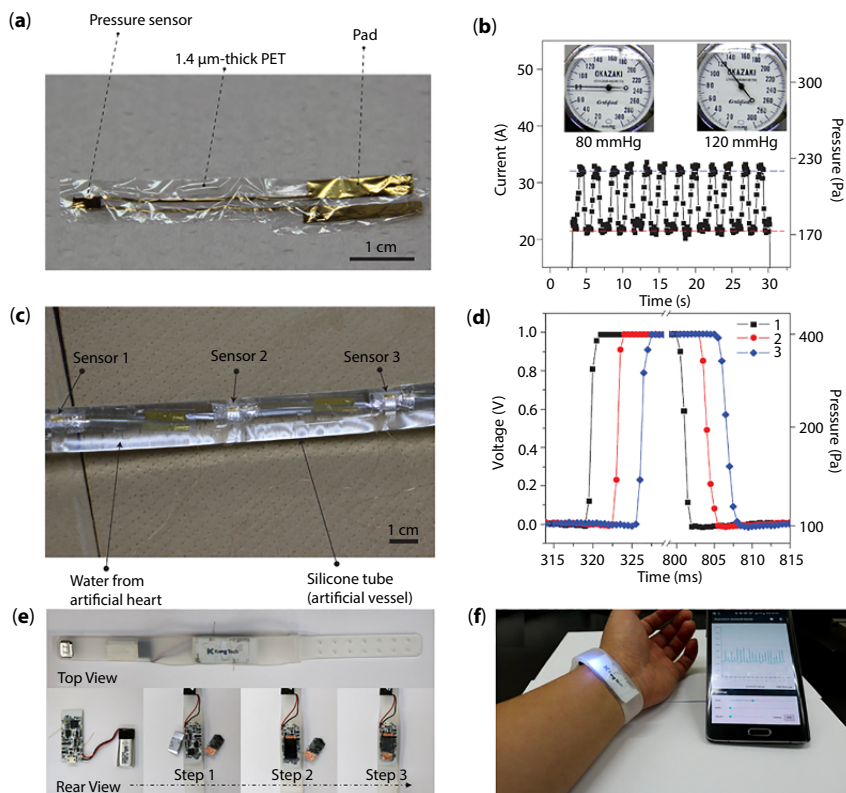 (a)
Pressure sensor
1.4 μm-thick PET
Pad
1 cm
(b)
Current (A)
50
40
30
20
OKAZAKI
Certified
80 mmHg
OKAZAKI
Certified
120 mmHg
300
230
170
Pressure (Pa)
0 5 10 15 20 25 30
Time (s)
(c)
Sensor 1
Sensor 2
Sensor 3
1 cm
Water from
artificial heart
Silicone tube
(artificial vessel)
(d)
Voltage (V)
1.0
0.8
0.6
0.4
0.2
0.0
1
2
3
400
200
100
Pressure (Pa)
315 320 325 800 805 810 815
Time (ms)
(e)
Top View
Rear View
Step 1
Step 2
Step 3
(f)